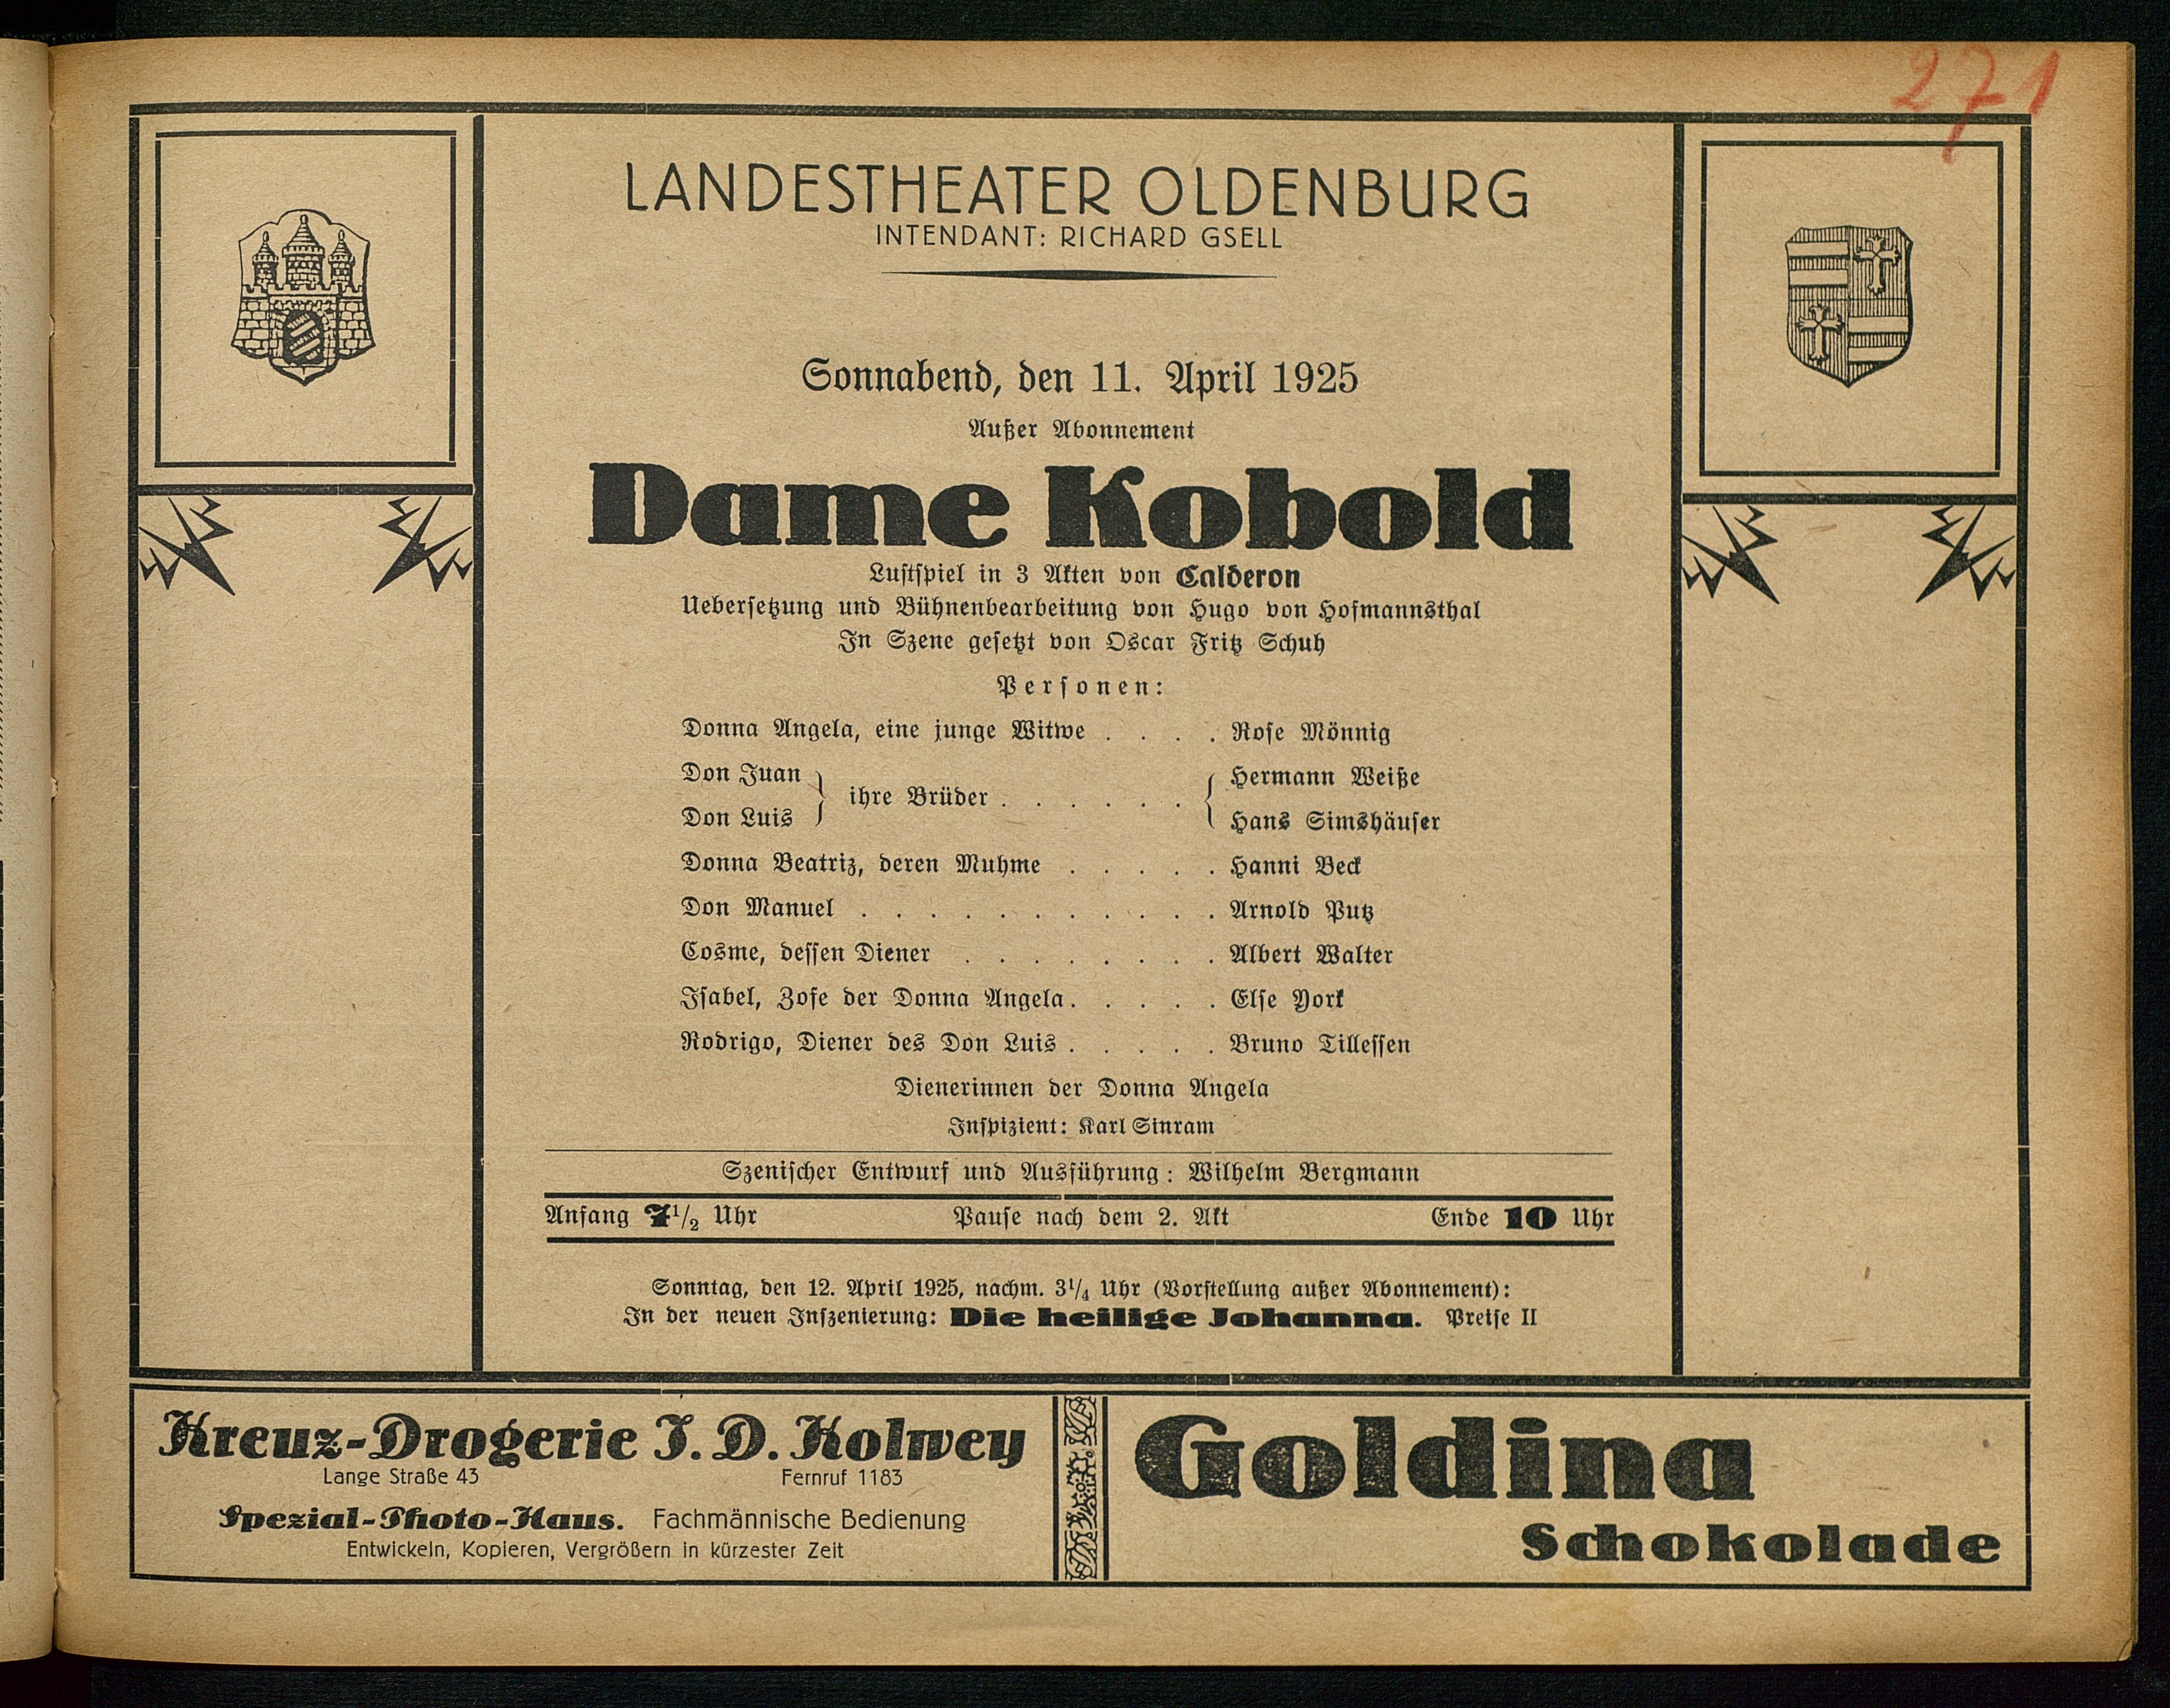 271
LANDESTHEATER OLDENBURG
INTENDANT: RICHARD GSELL
Sonnabend, den 11. April 1925
Außer Abonnement
Dame Kobold
Lustspiel in 3 Akten von Calderon
Uebersetzung und Bühnenbearbeitung von Hugo von Hofmannsthal
In Szene gesetzt von Oscar Fritz Schuh
Personen:
Donna Angela, eine junge Witwe . . . . Rose Mönnig
Don Juan } ihre Brüder . . . . . . { Hermann Weiße
Don Luis } { Hans Simshäuser
Donna Beatriz, deren Muhme . . . . . Hanni Beck
Don Manuel . . . . . . . . . . . Arnold Putz
Cosme, dessen Diener . . . . . . . . Albert Walter
Isabel, Zofe der Donna Angela . . . . . Else York
Rodrigo, Diener des Don Luis . . . . . Bruno Tillessen
Dienerinnen der Donna Angela
Inspizient: Karl Sinram
Szenischer Entwurf und Ausführung: Wilhelm Bergmann
Anfang 7 1/2 Uhr Pause nach dem 2. Akt Ende 10 Uhr
Sonntag, den 12. April 1925, nachm. 3 1/4 Uhr (Vorstellung außer Abonnement):
In der neuen Inszenierung: Die heilige Johanna. Preise II
Kreuz-Drogerie J. D. Kolwey
Lange Straße 43 Fernruf 1183
Spezial-Photo-Haus. Fachmännische Bedienung
Entwickeln, Kopieren, Vergrößern in kürzester Zeit
Goldina
Schokolade